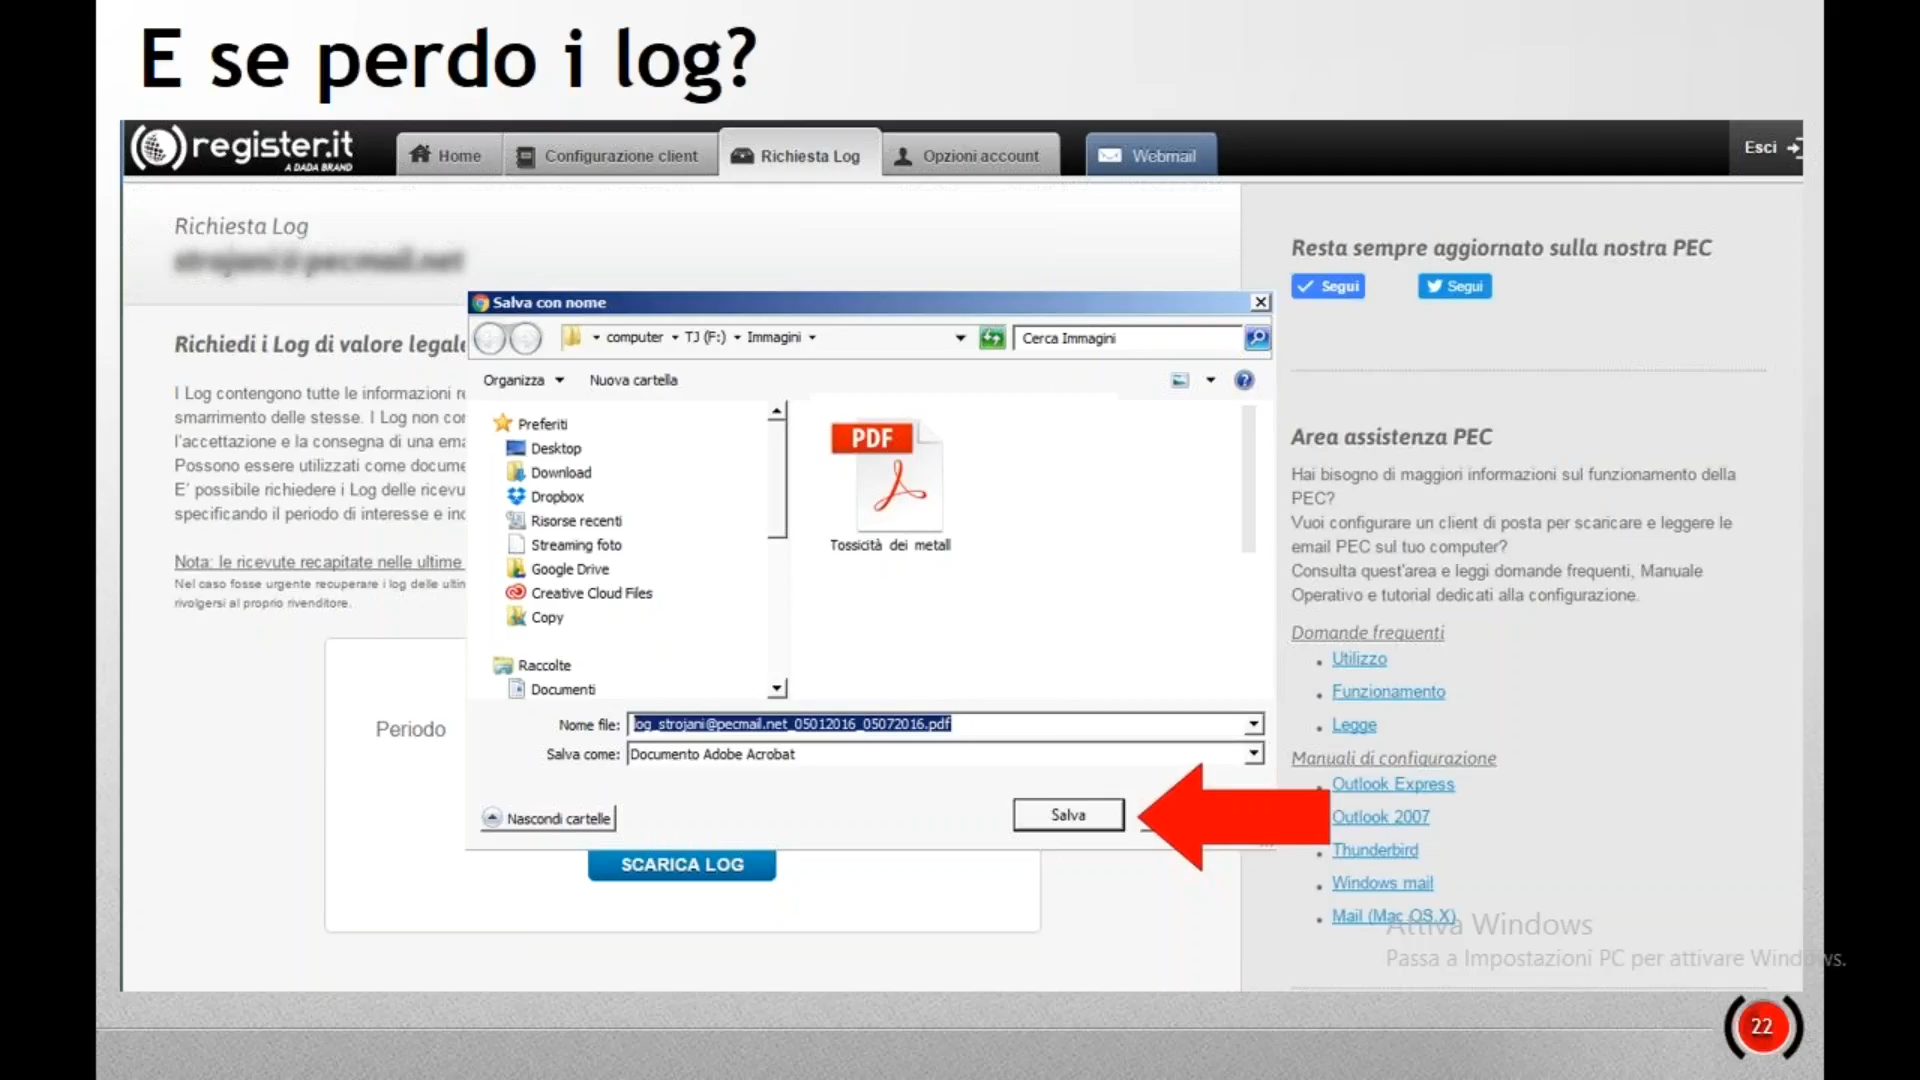 E se perdo i log?
register.it
A DADA BRAND
Home
Configurazione client
Richiesta Log
Opzioni account
Webmail
Esci
Richiesta Log
strojani@pecmail.net
Richiedi i Log di valore legale
I Log contengono tutte le informazioni
smarrimento delle stesse. I Log non
l'accettazione e la consegna di una
Possono essere utilizzati come
E' possibile richiedere i Log delle
specificando il periodo di interesse e
Nota: le ricevute recapitate nelle ultime
Nel caso fosse urgente recuperare i log delle
rivolgersi al proprio rivenditore.
Periodo
SCARICA LOG
Salva con nome
computer
TJ (F:)
Immagini
Cerca Immagini
Organizza
Nuova cartella
Preferiti
Desktop
Download
Dropbox
Risorse recenti
Streaming foto
Google Drive
Creative Cloud Files
Copy
Raccolte
Documenti
PDF
Tossicità dei metall
Nome file: log_strojani@pecmail.net_05012016_05072016.pdf
Salva come: Documento Adobe Acrobat
Nascondi cartelle
Salva
Resta sempre aggiornato sulla nostra PEC
Segui
Segui
Area assistenza PEC
Hai bisogno di maggiori informazioni sul funzionamento della
PEC?
Vuoi configurare un client di posta per scaricare e leggere le
email PEC sul tuo computer?
Consulta quest'area e leggi domande frequenti, Manuale
Operativo e tutorial dedicati alla configurazione.
Domande frequenti
Utilizzo
Funzionamento
Legge
Manuali di configurazione
Outlook Express
Outlook 2007
Thunderbird
Windows mail
Mail (Mac OS X)
Attiva Windows
Passa a Impostazioni PC per attivare Windows.
22